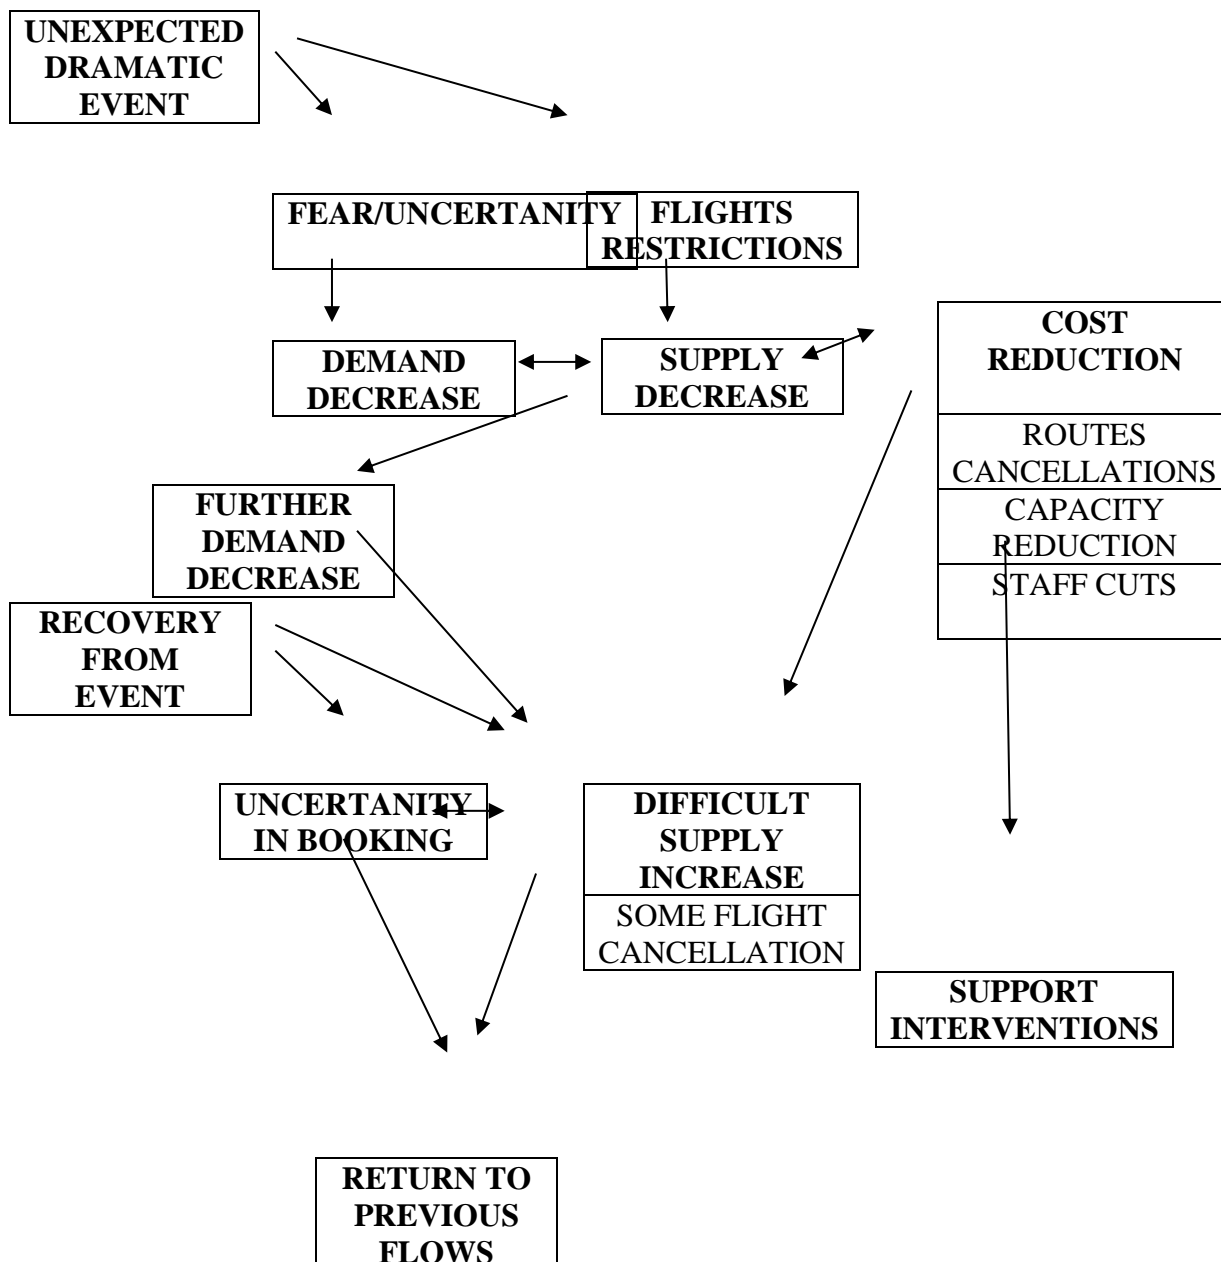 UNEXPECTED
DRAMATIC
EVENT
FEAR/UNCERTANITY
FLIGHTS
RESTRICTIONS
DEMAND
DECREASE
SUPPLY
DECREASE
COST
REDUCTION
ROUTES
CANCELLATIONS
CAPACITY
REDUCTION
STAFF CUTS
FURTHER
DEMAND
DECREASE
RECOVERY
FROM
EVENT
UNCERTANITY
IN BOOKING
DIFFICULT
SUPPLY
INCREASE
SOME FLIGHT
CANCELLATION
SUPPORT
INTERVENTIONS
RETURN TO
PREVIOUS
FLOWS